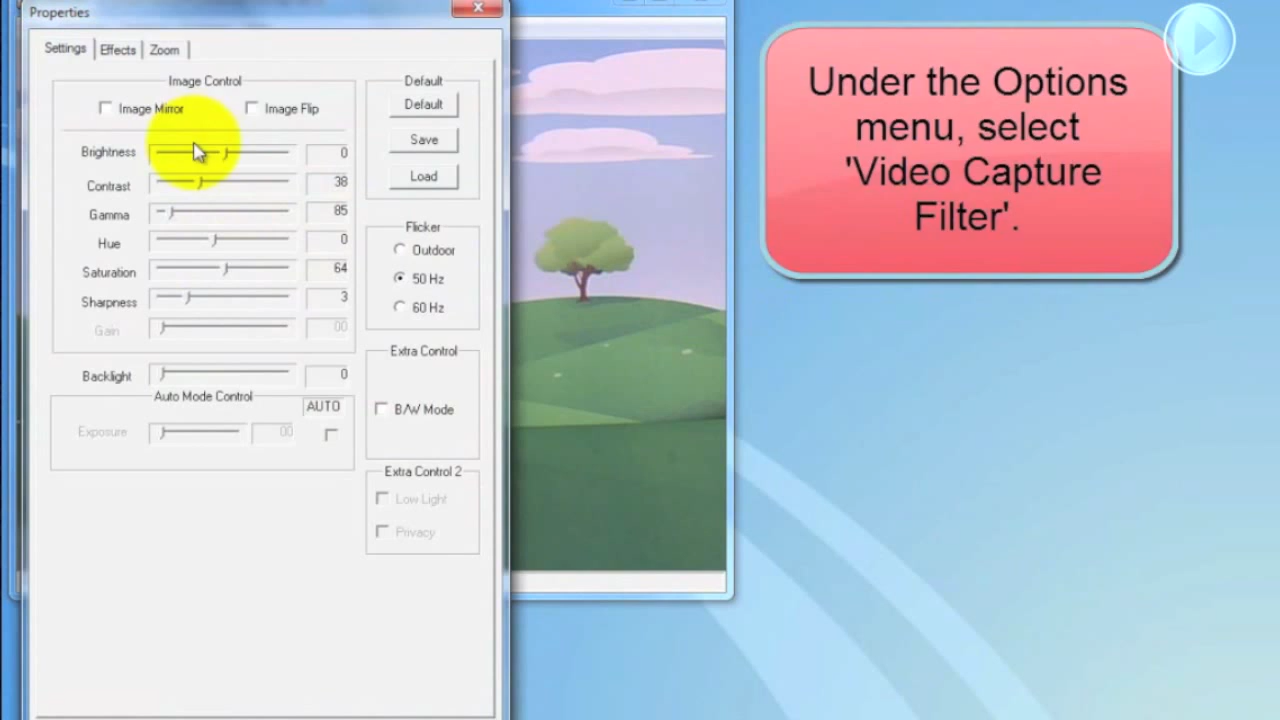 Properties
Settings Effects Zoom
Image Control
Image Mirror Image Flip
Brightness 0
Contrast 38
Gamma 85
Hue 0
Saturation 64
Sharpness 3
Gain 00
Backlight 0
Auto Mode Control
AUTO
Exposure 00
Default
Default
Save
Load
Flicker
Outdoor
50 Hz
60 Hz
Extra Control
B/W Mode
Extra Control 2
Low Light
Privacy
Under the Options
menu, select
'Video Capture
Filter'.